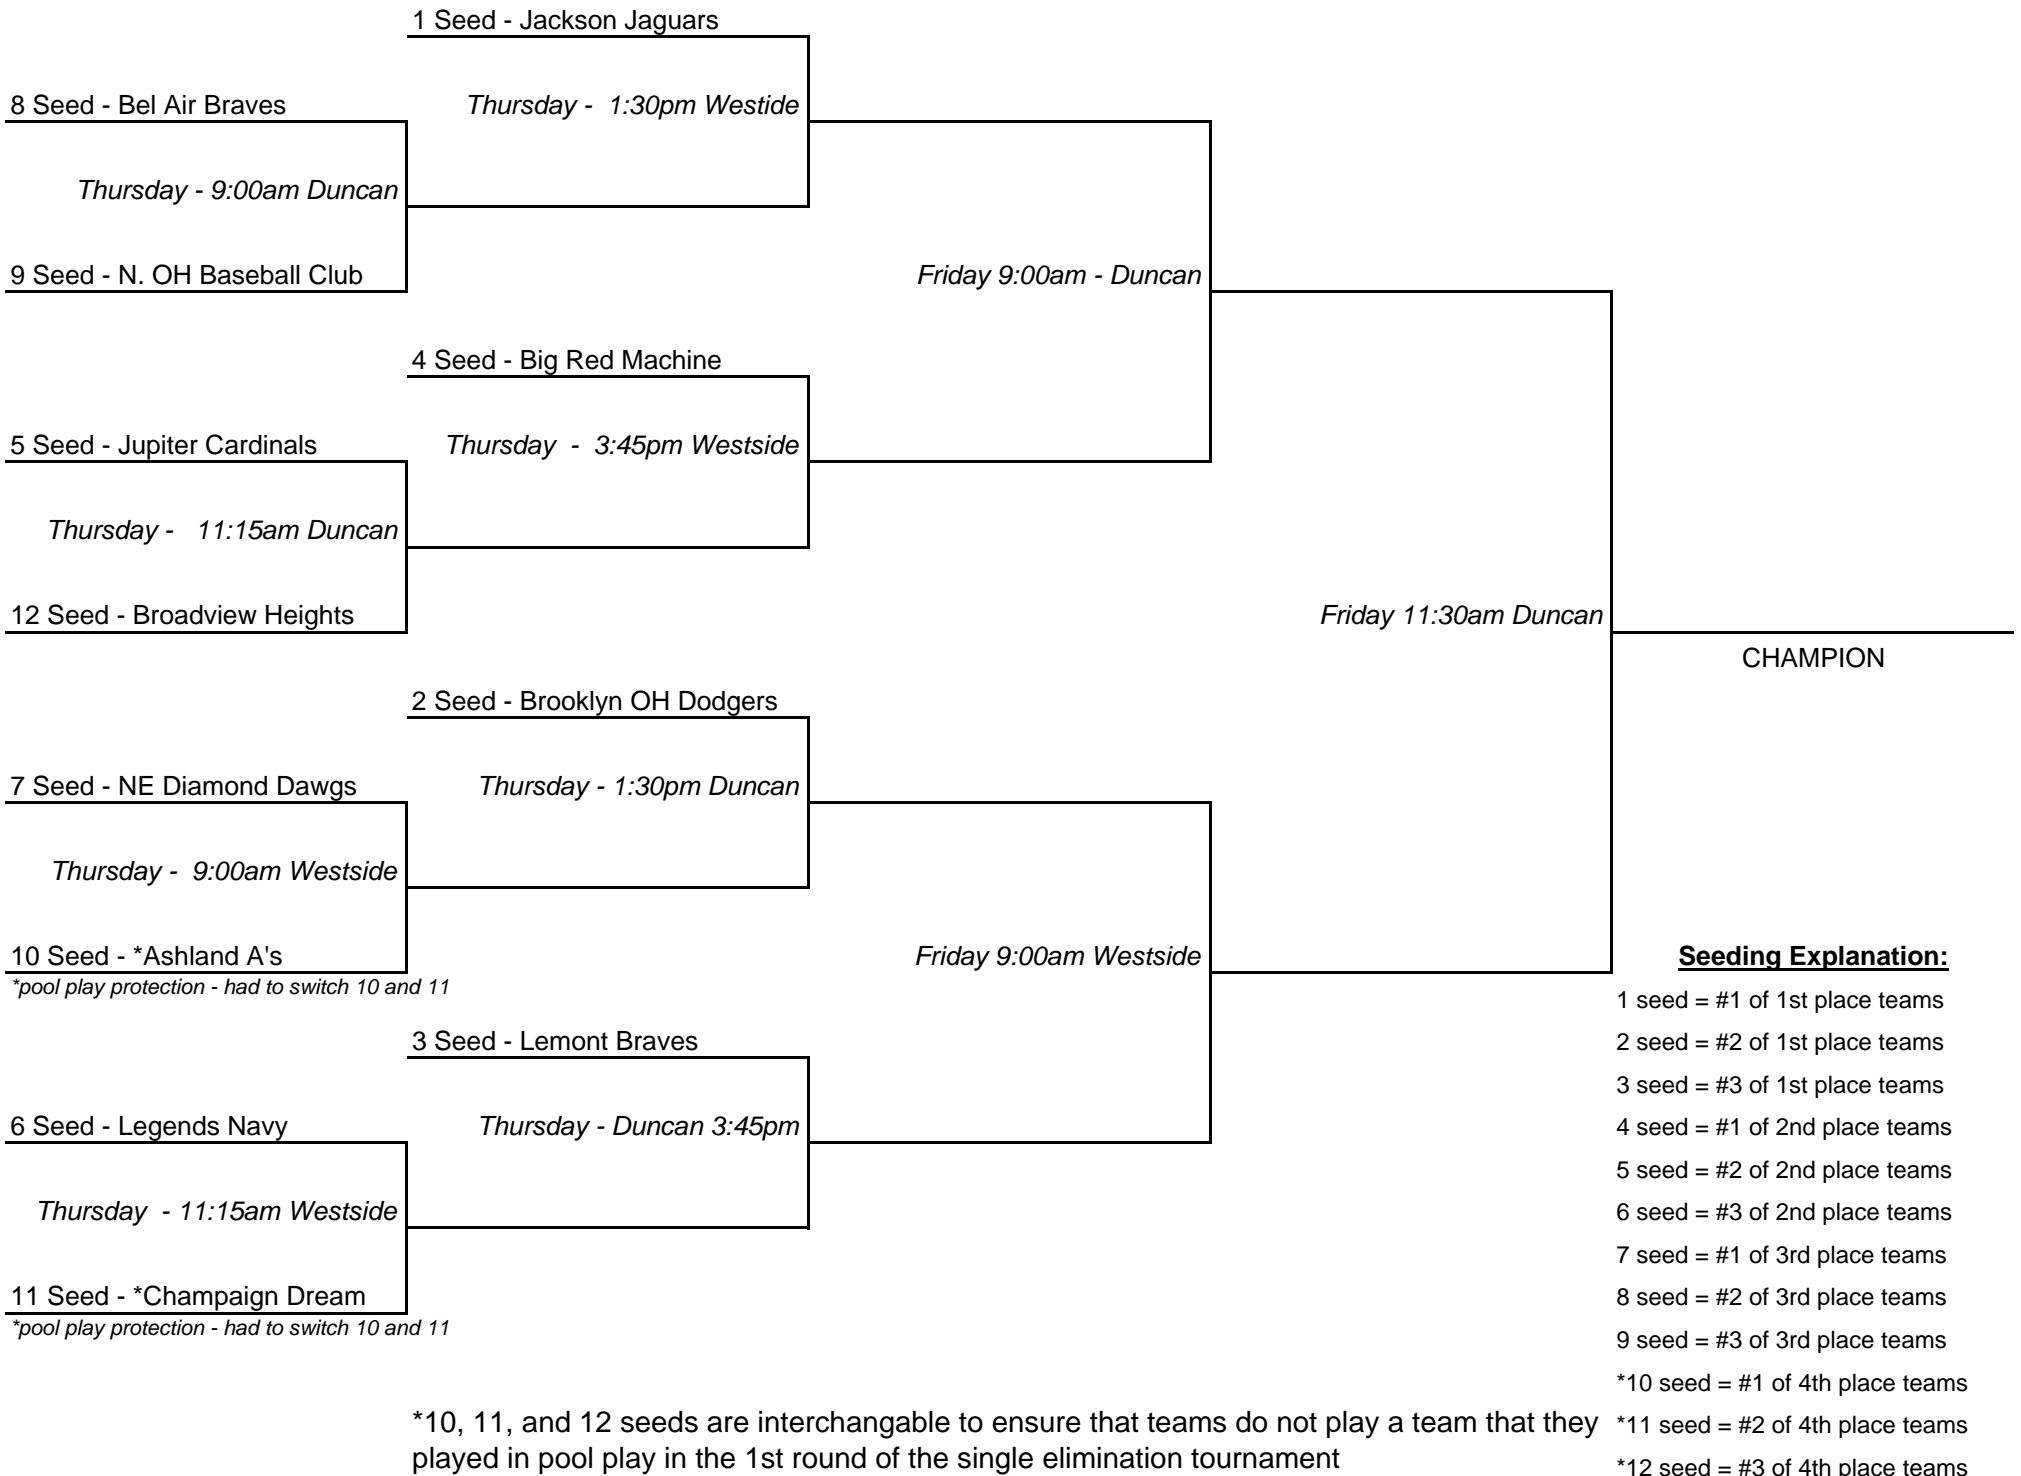 1 Seed - Jackson Jaguars
8 Seed - Bel Air Braves
Thursday - 1:30pm Westide
Thursday - 9:00am Duncan
9 Seed - N. OH Baseball Club
Friday 9:00am - Duncan
4 Seed - Big Red Machine
5 Seed - Jupiter Cardinals
Thursday - 3:45pm Westside
Thursday - 11:15am Duncan
12 Seed - Broadview Heights
Friday 11:30am Duncan
CHAMPION
2 Seed - Brooklyn OH Dodgers
7 Seed - NE Diamond Dawgs
Thursday - 1:30pm Duncan
Thursday - 9:00am Westside
10 Seed - *Ashland A's
*pool play protection - had to switch 10 and 11
Friday 9:00am Westside
3 Seed - Lemont Braves
6 Seed - Legends Navy
Thursday - Duncan 3:45pm
Thursday - 11:15am Westside
11 Seed - *Champaign Dream
*pool play protection - had to switch 10 and 11
Seeding Explanation:
1 seed = #1 of 1st place teams
2 seed = #2 of 1st place teams
3 seed = #3 of 1st place teams
4 seed = #1 of 2nd place teams
5 seed = #2 of 2nd place teams
6 seed = #3 of 2nd place teams
7 seed = #1 of 3rd place teams
8 seed = #2 of 3rd place teams
9 seed = #3 of 3rd place teams
*10 seed = #1 of 4th place teams
*11 seed = #2 of 4th place teams
*12 seed = #3 of 4th place teams
*10, 11, and 12 seeds are interchangable to ensure that teams do not play a team that they
played in pool play in the 1st round of the single elimination tournament